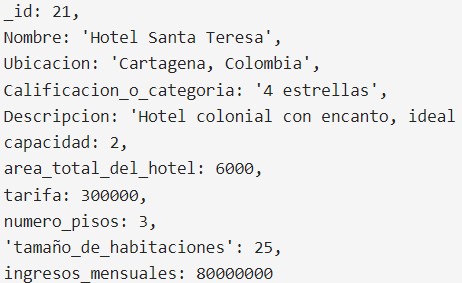 _id: 21,
Nombre: 'Hotel Santa Teresa',
Ubicacion: 'Cartagena, Colombia',
Calificacion_o_categoria: '4 estrellas',
Descripcion: 'Hotel colonial con encanto, ideal
capacidad: 2,
area_total_del_hotel: 6000,
tarifa: 300000,
numero_pisos: 3,
'tamaño_de_habitaciones': 25,
ingresos_mensuales: 80000000